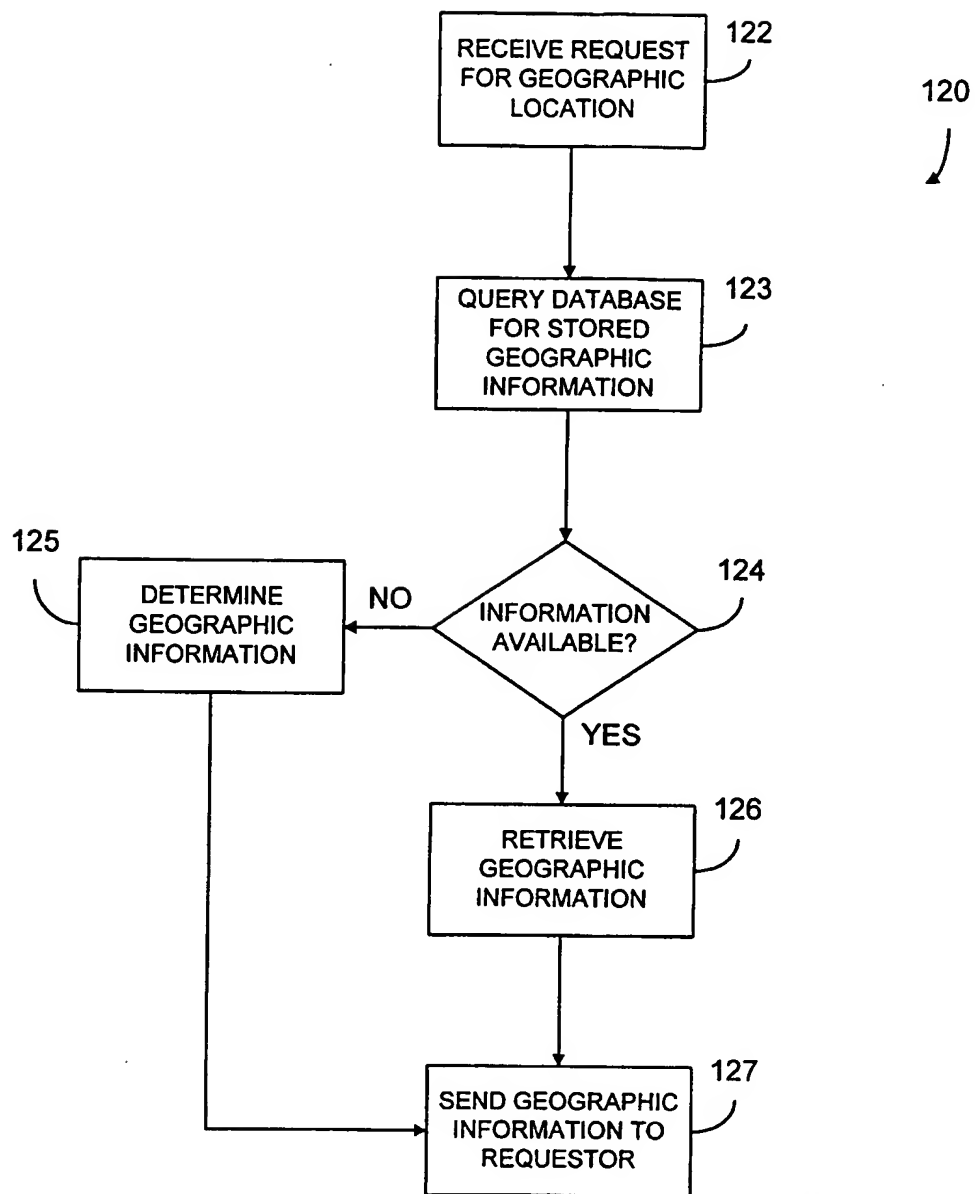 RECEIVE REQUEST
FOR GEOGRAPHIC
LOCATION
122
120
QUERY DATABASE
FOR STORED
GEOGRAPHIC
INFORMATION
123
INFORMATION
AVAILABLE?
124
NO
125
DETERMINE
GEOGRAPHIC
INFORMATION
YES
RETRIEVE
GEOGRAPHIC
INFORMATION
126
SEND GEOGRAPHIC
INFORMATION TO
REQUESTOR
127